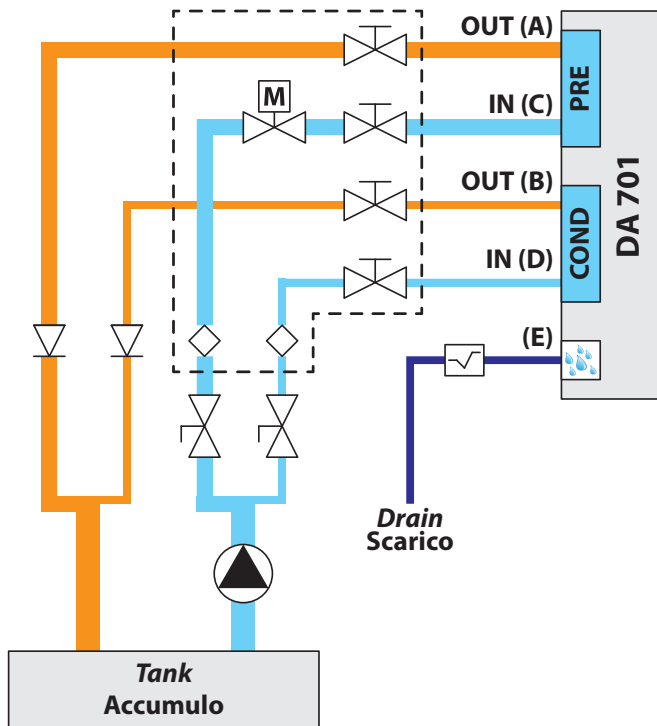 OUT (A)
M
PRE
IN (C)
DA 701
OUT (B)
COND
IN (D)
(E)
Drain
Scarico
Tank
Accumulo